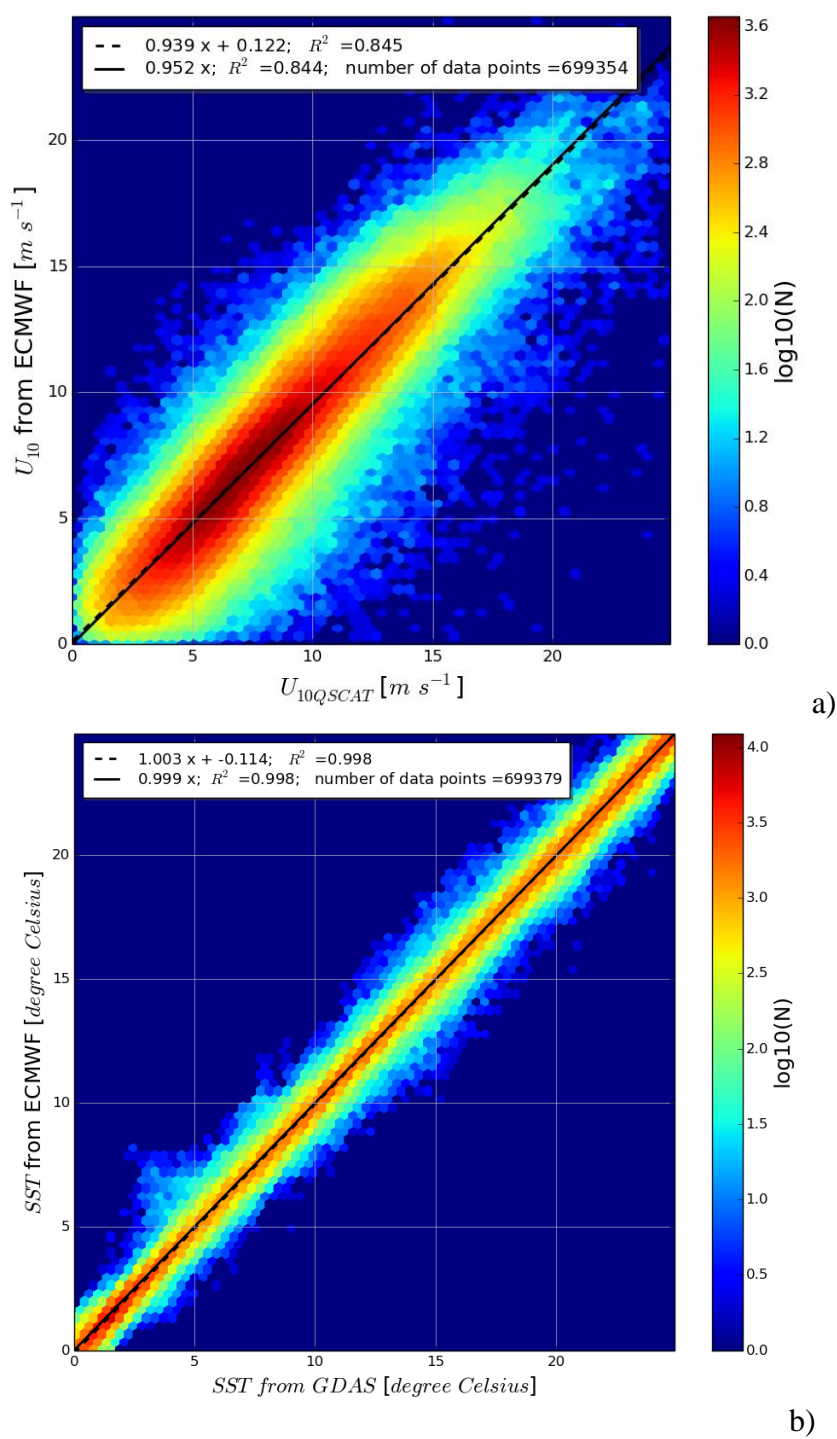 0.939 x + 0.122; R² =0.845
0.952 x; R² =0.844; number of data points =699354
U₁₀ from ECMWF [m s⁻¹]
20
15
10
5
0
0 5 10 15 20
U₁₀QSCAT [m s⁻¹]
3.6
3.2
2.8
2.4
2.0
1.6
1.2
0.8
0.4
0.0
log10(N)
a)
1.003 x + -0.114; R² =0.998
0.999 x; R² =0.998; number of data points =699379
SST from ECMWF [degree Celsius]
20
15
10
5
0
0 5 10 15 20
SST from GDAS [degree Celsius]
4.0
3.5
3.0
2.5
2.0
1.5
1.0
0.5
0.0
log10(N)
b)